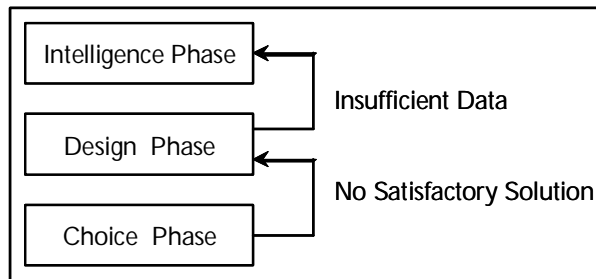 Intelligence Phase
Insufficient Data
Design Phase
No Satisfactory Solution
Choice Phase